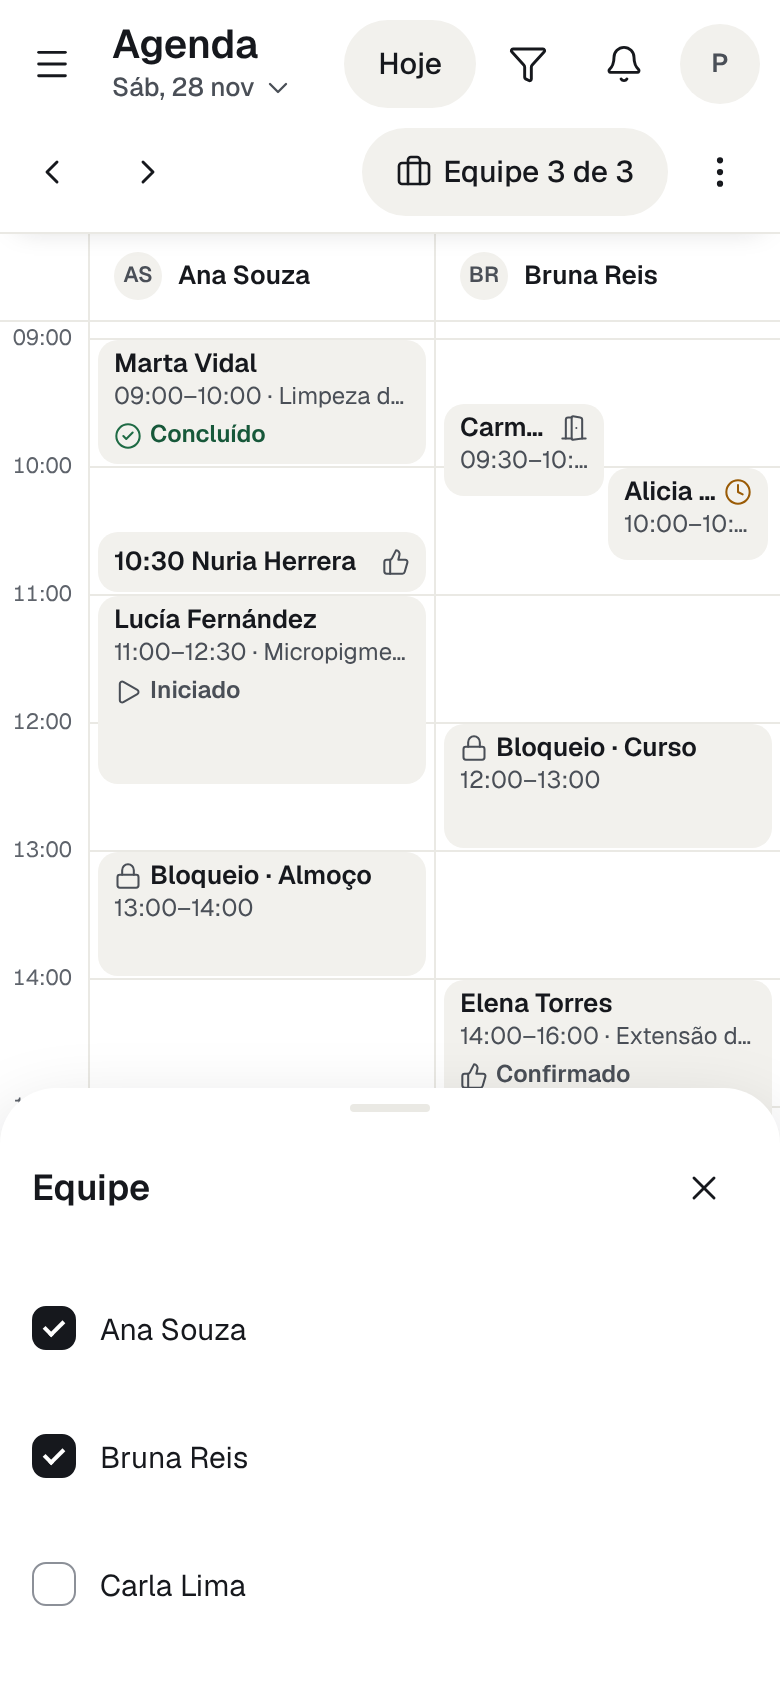 Agenda
Sáb, 28 nov
Hoje
P
Equipe 3 de 3
AS Ana Souza
BR Bruna Reis
09:00
Marta Vidal
09:00–10:00 · Limpeza d...
Concluído
Carm...
09:30–10:...
10:00
Alicia ...
10:00–10:...
10:30 Nuria Herrera
11:00
Lucía Fernández
11:00–12:30 · Micropigme...
Iniciado
12:00
Bloqueio · Curso
12:00–13:00
13:00
Bloqueio · Almoço
13:00–14:00
14:00
Elena Torres
14:00–16:00 · Extensão d...
Confirmado
Equipe
Ana Souza
Bruna Reis
Carla Lima